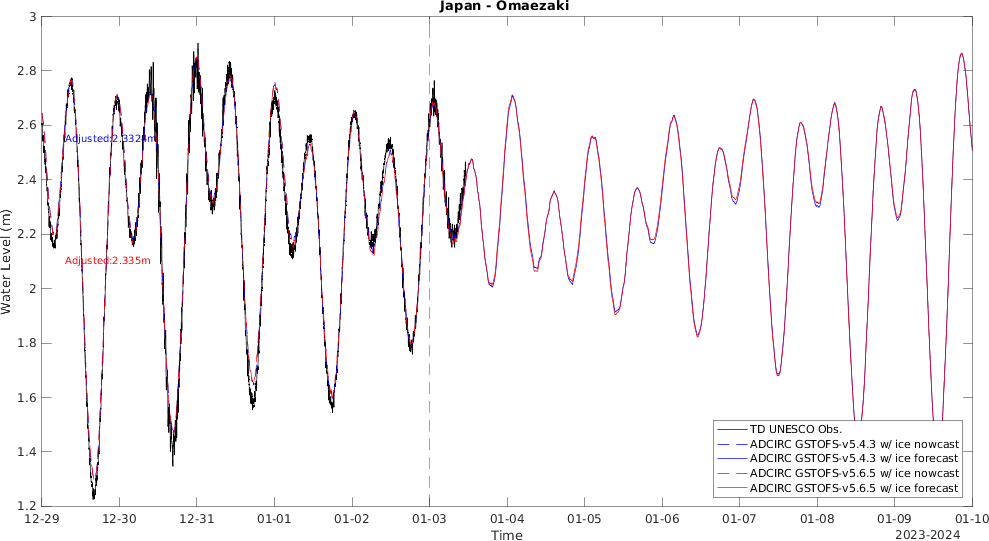 Japan - Omaezaki
3
2.8
2.6
2.4
2.2
2
1.8
1.6
1.4
1.2
Water Level (m)
Adjusted:2.3324m
Adjusted:2.335m
TD UNESCO Obs.
ADCIRC GSTOFS-v5.4.3 w/ ice nowcast
ADCIRC GSTOFS-v5.4.3 w/ ice forecast
ADCIRC GSTOFS-v5.6.5 w/ ice nowcast
ADCIRC GSTOFS-v5.6.5 w/ ice forecast
12-29 12-30 12-31 01-01 01-02 01-03 01-04 01-05 01-06 01-07 01-08 01-09 01-10
Time
2023-2024